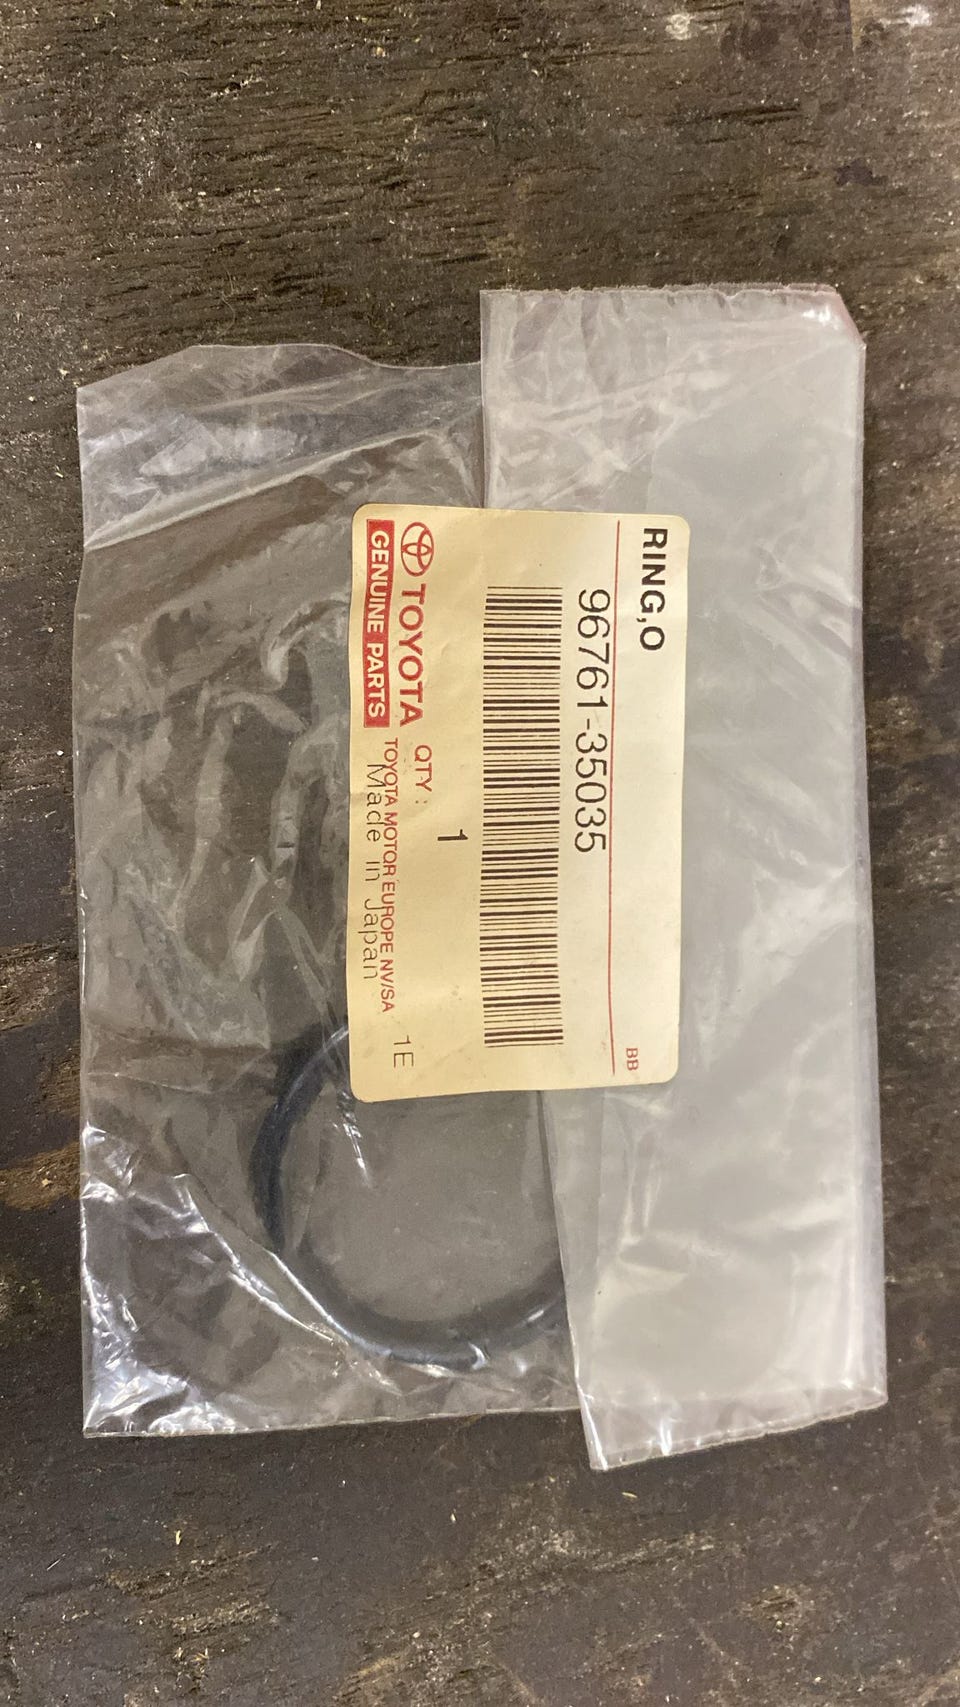 RING,O
BB
96761-35035
TOYOTA QTY : 1
GENUINE PARTS TOYOTA MOTOR EUROPE NV/SA 1E
Made in Japan